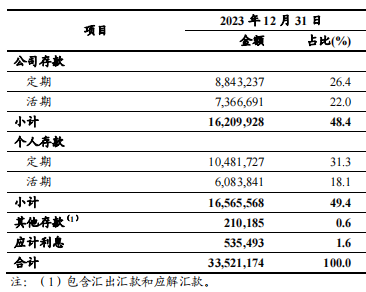 项目 2023 年 12 月 31 日
金额 占比(%)
公司存款
定期 8,843,237 26.4
活期 7,366,691 22.0
小计 16,209,928 48.4
个人存款
定期 10,481,727 31.3
活期 6,083,841 18.1
小计 16,565,568 49.4
其他存款(1) 210,185 0.6
应计利息 535,493 1.6
合计 33,521,174 100.0
注：（1）包含汇出汇款和应解汇款。